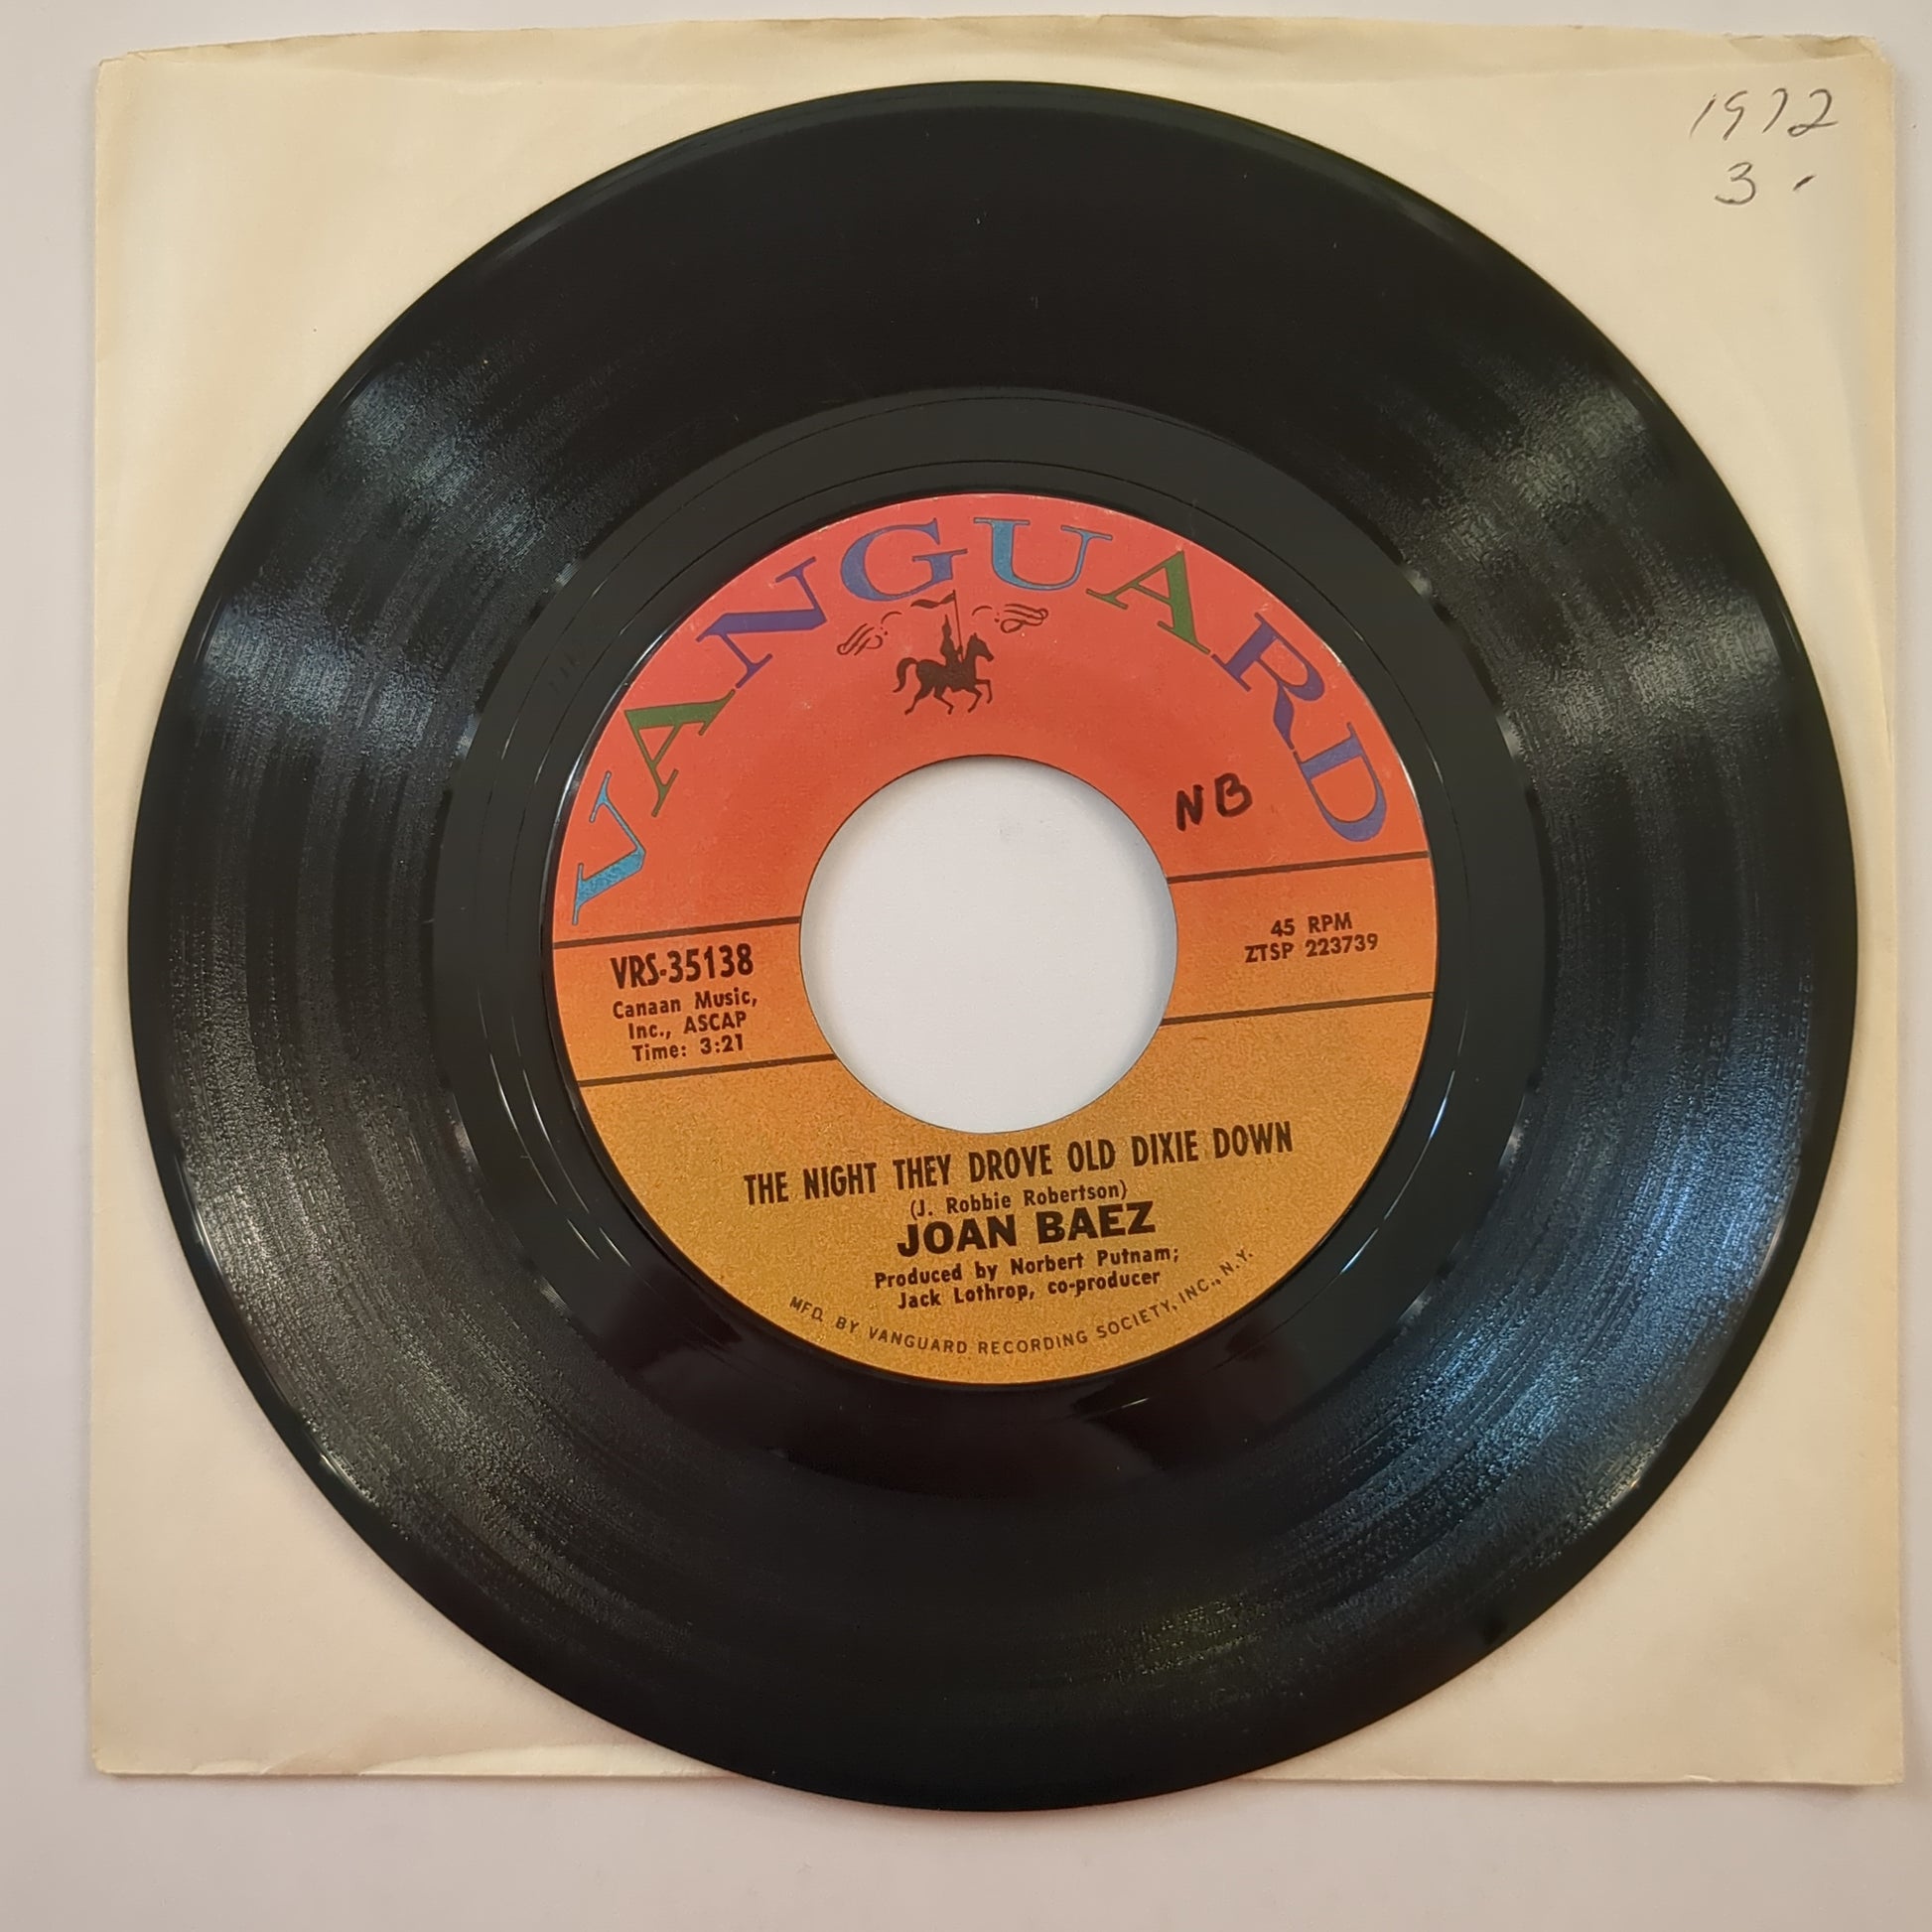 1972
3.
VANGUARD
NB
VRS-35138
Canaan Music,
Inc., ASCAP
Time: 3:21
45 RPM
ZTSP 223739
THE NIGHT THEY DROVE OLD DIXIE DOWN
(J. Robbie Robertson)
JOAN BAEZ
Produced by Norbert Putnam;
Jack Lothrop, co-producer
MFD. BY VANGUARD RECORDING SOCIETY, INC., N.Y.